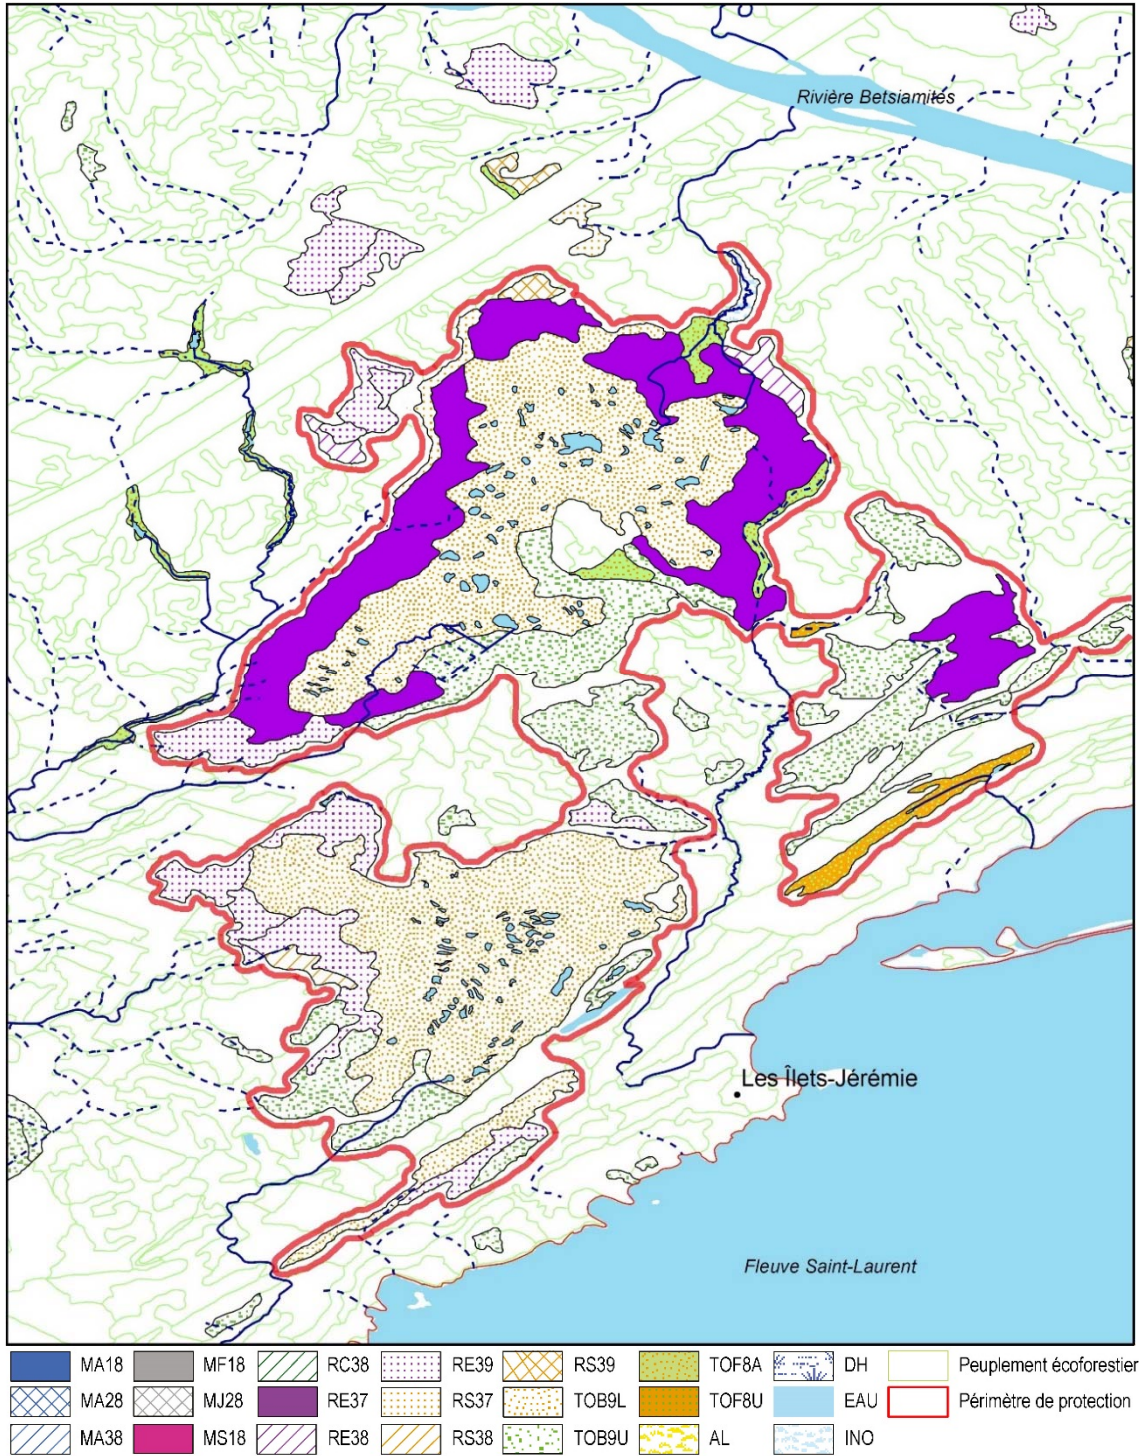 Rivière Betsiamites
Les Îlets-Jérémie
Fleuve Saint-Laurent
MA18 MF18 RC38 RE39 RS39 TOF8A DH Peuplement écoforestier
MA28 MJ28 RE37 RS37 TOB9L TOF8U EAU Périmètre de protection
MA38 MS18 RE38 RS38 TOB9U AL INO